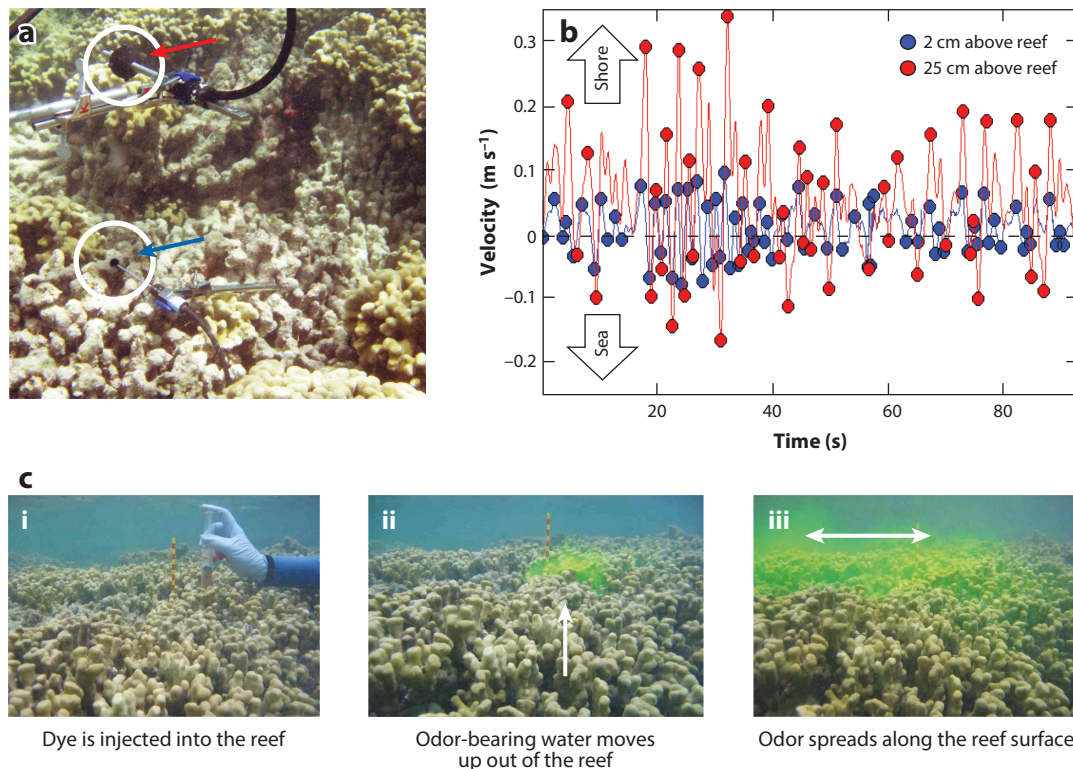 a
b
0.3
0.2
0.1
0
−0.1
−0.2
Velocity (m s⁻¹)
Shore
Sea
2 cm above reef
25 cm above reef
20
40
60
80
Time (s)
c
i
ii
iii
Dye is injected into the reef
Odor-bearing water moves
up out of the reef
Odor spreads along the reef surface